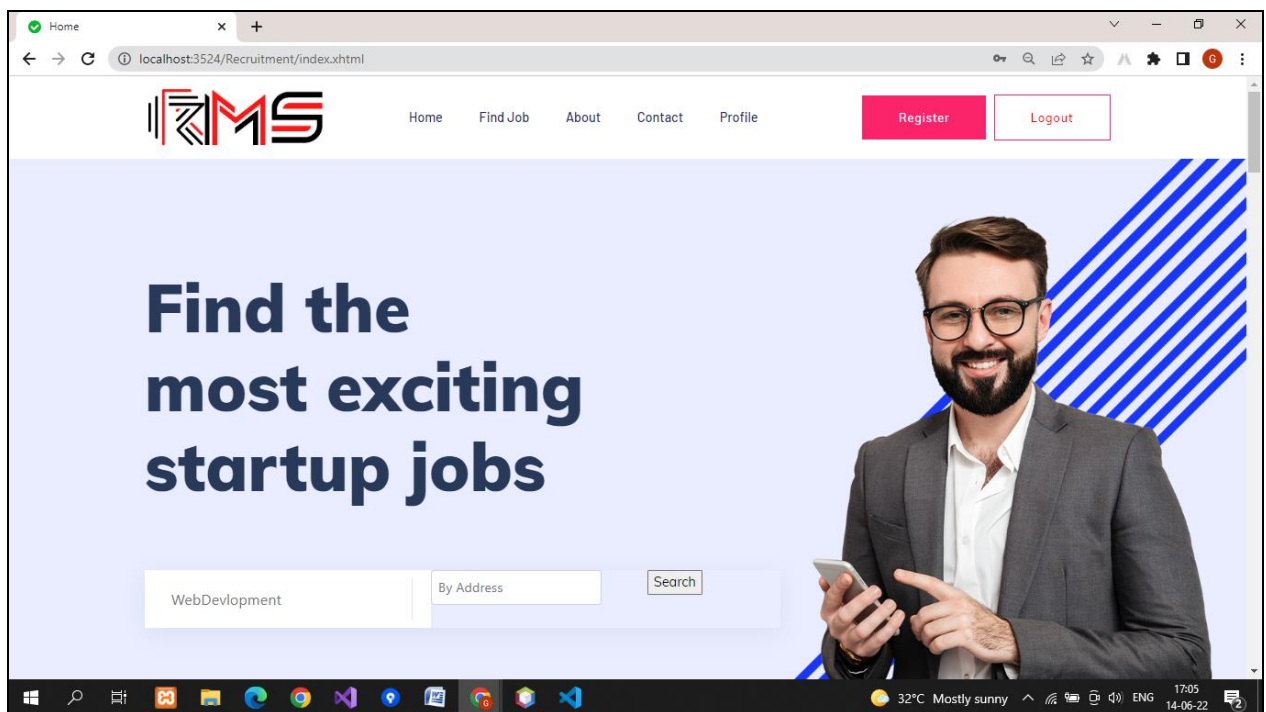 Home
localhost:3524/Recruitment/index.xhtml
G
RMS
Home Find Job About Contact Profile Register Logout
Find the
most exciting
startup jobs
WebDevlopment By Address Search
32°C Mostly sunny ENG 17:05
14-06-22 2